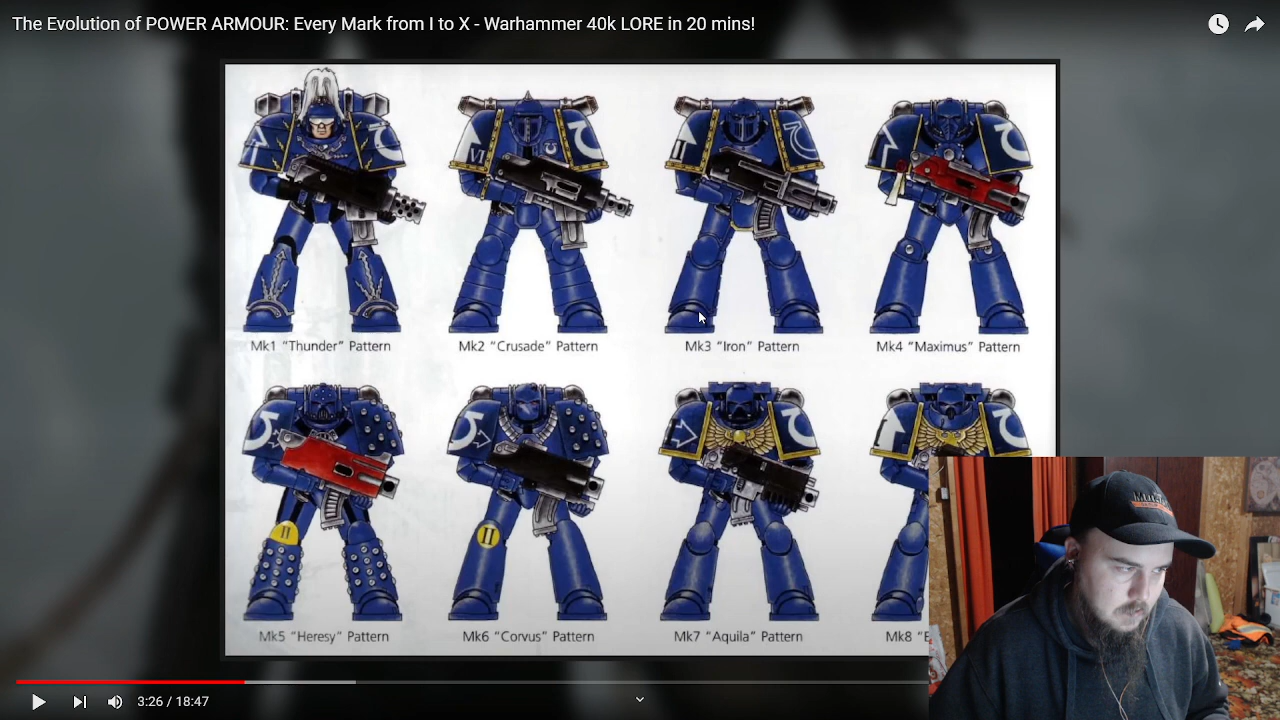 The Evolution of POWER ARMOUR: Every Mark from I to X - Warhammer 40k LORE in 20 mins!
VI
II
Mk1 "Thunder" Pattern
Mk2 "Crusade" Pattern
Mk3 "Iron" Pattern
Mk4 "Maximus" Pattern
II
II
Mk5 "Heresy" Pattern
Mk6 "Corvus" Pattern
Mk7 "Aquila" Pattern
Mk8 "E
3:26 / 18:47